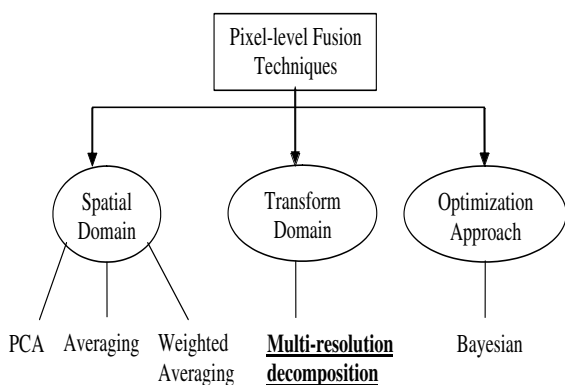 Pixel-level Fusion
Techniques
Spatial
Domain
Transform
Domain
Optimization
Approach
PCA
Averaging
Weighted
Averaging
Multi-resolution
decomposition
Bayesian